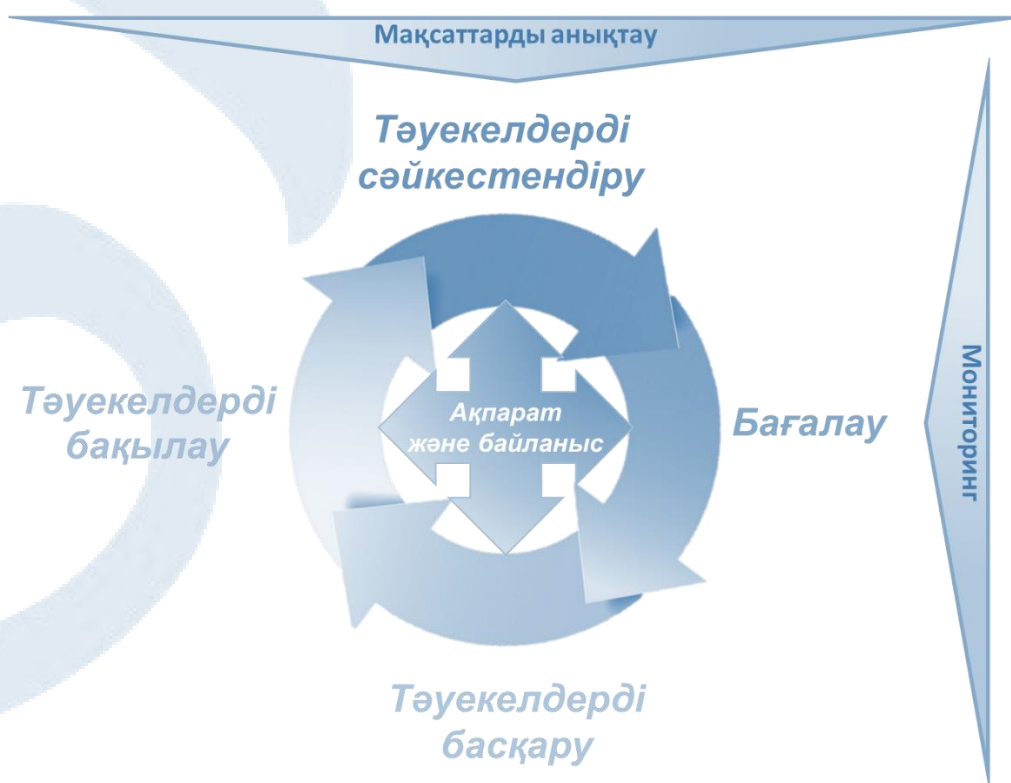 Мақсаттарды анықтау
Тәуекелдерді
сәйкестендіру
Тәуекелдерді
бақылау
Ақпарат
және байланыс
Бағалау
Мониторинг
Тәуекелдерді
басқару